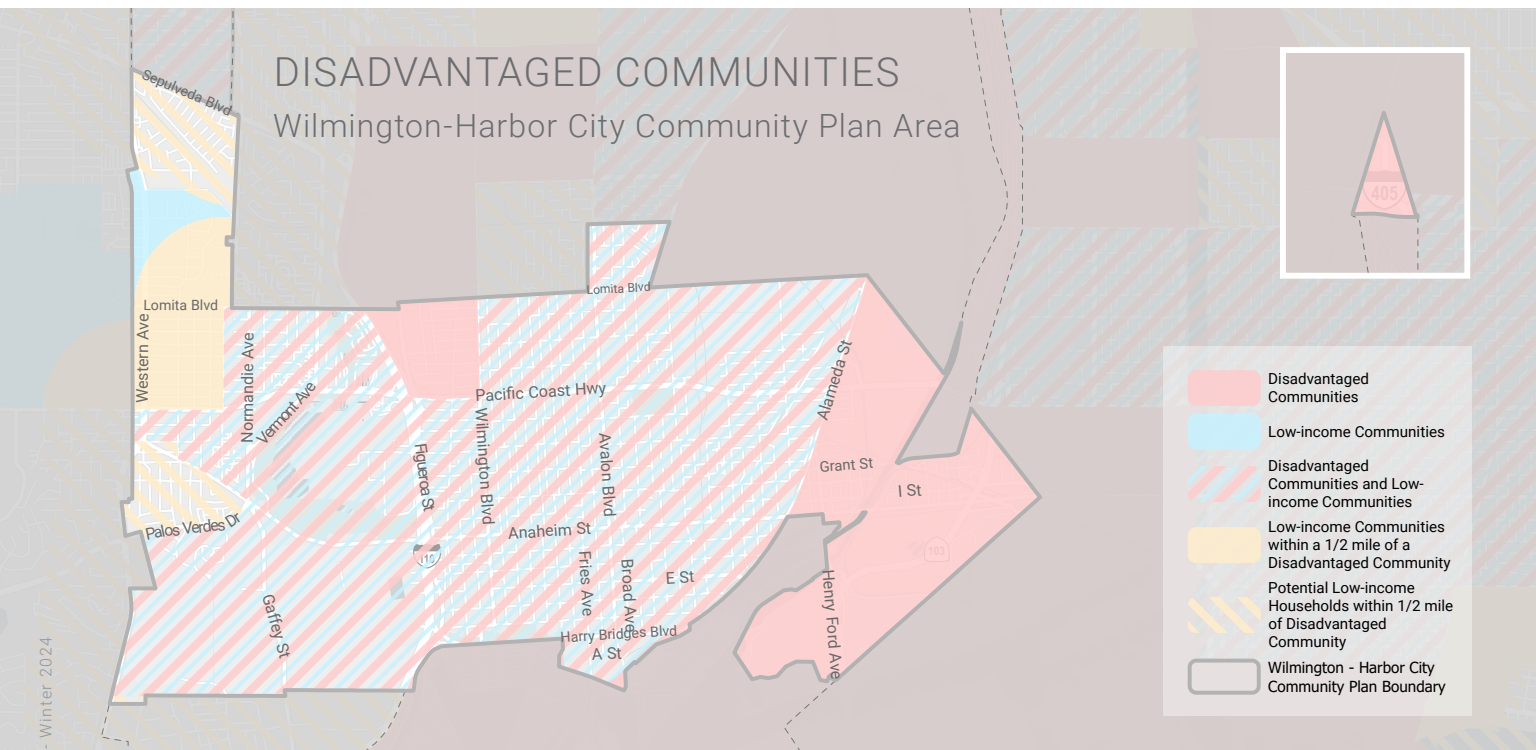 DISADVANTAGED COMMUNITIES
Wilmington-Harbor City Community Plan Area
Sepulveda Blvd
Lomita Blvd
Lomita Blvd
Western Ave
Normandie Ave
Vermont Ave
Pacific Coast Hwy
Alameda St
Figueroa St
Wilmington Blvd
Avalon Blvd
Grant St
I St
Palos Verdes Dr
Anaheim St
110
103
Fries Ave
Broad Ave
E St
Henry Ford Ave
Gaffey St
Harry Bridges Blvd
A St
405
Disadvantaged
Communities
Low-income Communities
Disadvantaged
Communities and Low-
income Communities
Low-income Communities
within a 1/2 mile of a
Disadvantaged Community
Potential Low-income
Households within 1/2 mile
of Disadvantaged
Community
Wilmington - Harbor City
Community Plan Boundary
- Winter 2024